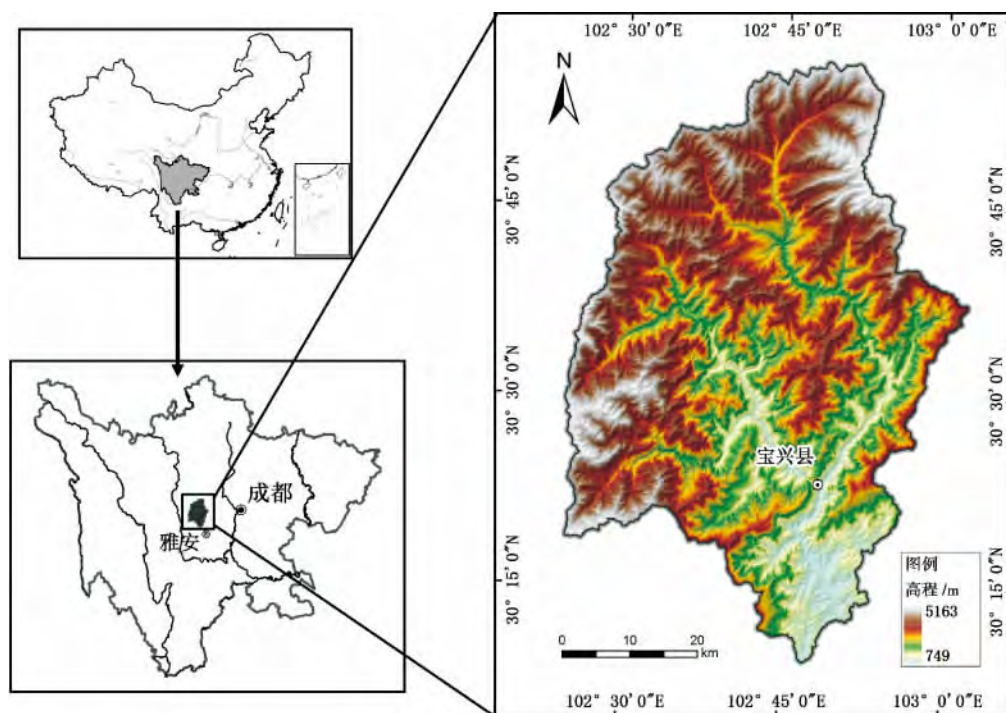 102° 30′ 0″E
102° 45′ 0″E
103° 0′ 0″E
N
30° 45′ 0″N
30° 45′ 0″N
30° 30′ 0″N
30° 30′ 0″N
宝兴县
成都
雅安
30° 15′ 0″N
30° 15′ 0″N
图例
高程/m
5163
749
0 10 20
km
102° 30′ 0″E
102° 45′ 0″E
103° 0′ 0″E